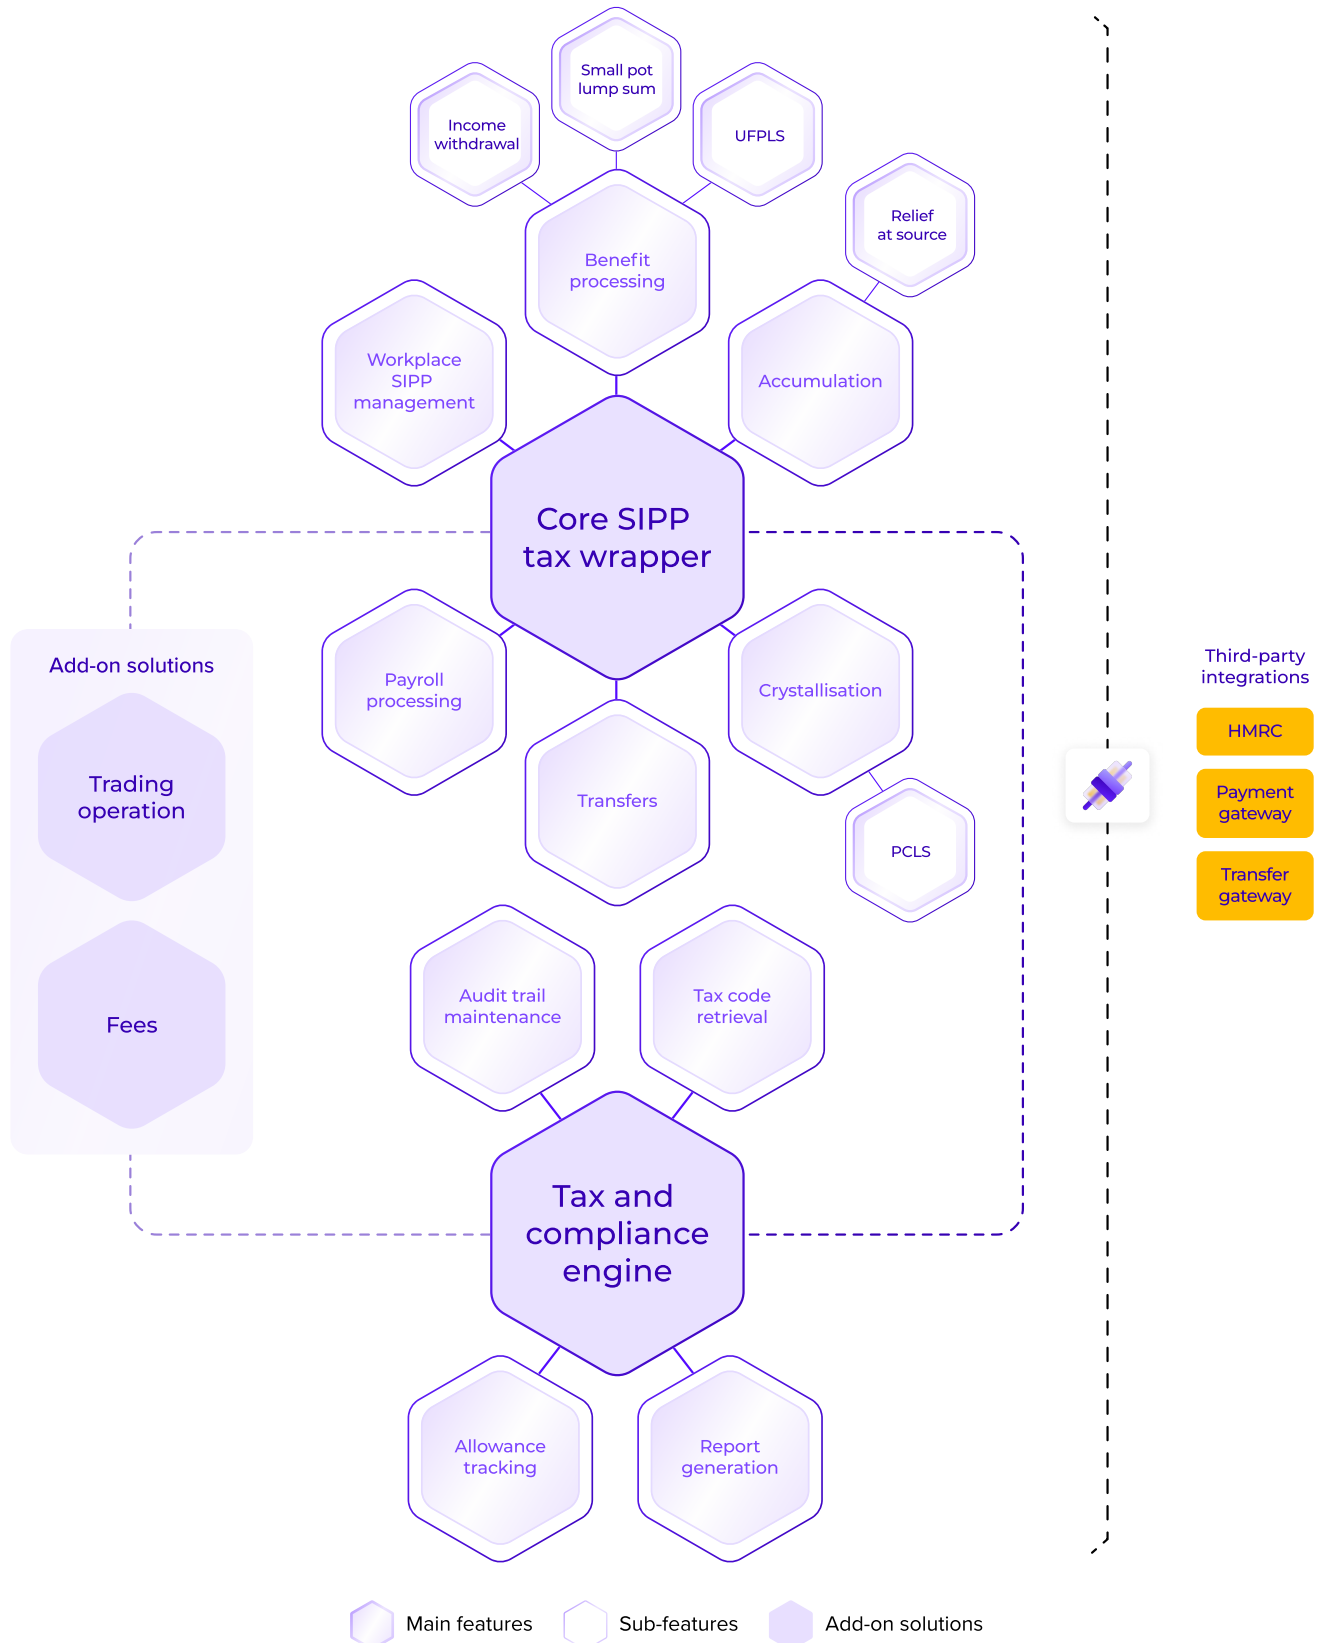 Small pot
lump sum
Income
withdrawal
UFPLS
Relief
at source
Benefit
processing
Workplace
SIPP
management
Accumulation
Core SIPP
tax wrapper
Payroll
processing
Crystallisation
Transfers
PCLS
Add-on solutions
Trading
operation
Fees
Third-party
integrations
HMRC
Payment
gateway
Transfer
gateway
Audit trail
maintenance
Tax code
retrieval
Tax and
compliance
engine
Allowance
tracking
Report
generation
Main features
Sub-features
Add-on solutions